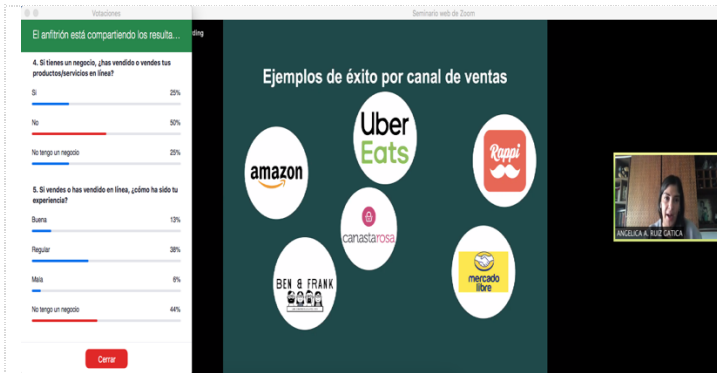 Votaciones
Seminario web de Zoom
El anfitrión está compartiendo los resulta...
ding
4. Si tienes un negocio, ¿has vendido o vendes tus
productos/servicios en línea?
Sí 25%
No 50%
No tengo un negocio 25%
5. Si vendes o has vendido en línea, ¿cómo ha sido tu
experiencia?
Buena 13%
Regular 38%
Mala 6%
No tengo un negocio 44%
Cerrar
Ejemplos de éxito por canal de ventas
amazon
Uber
Eats
Rappi
canastarosa
BEN & FRANK
mercado
libre
ANGELICA A. RUIZ GATICA